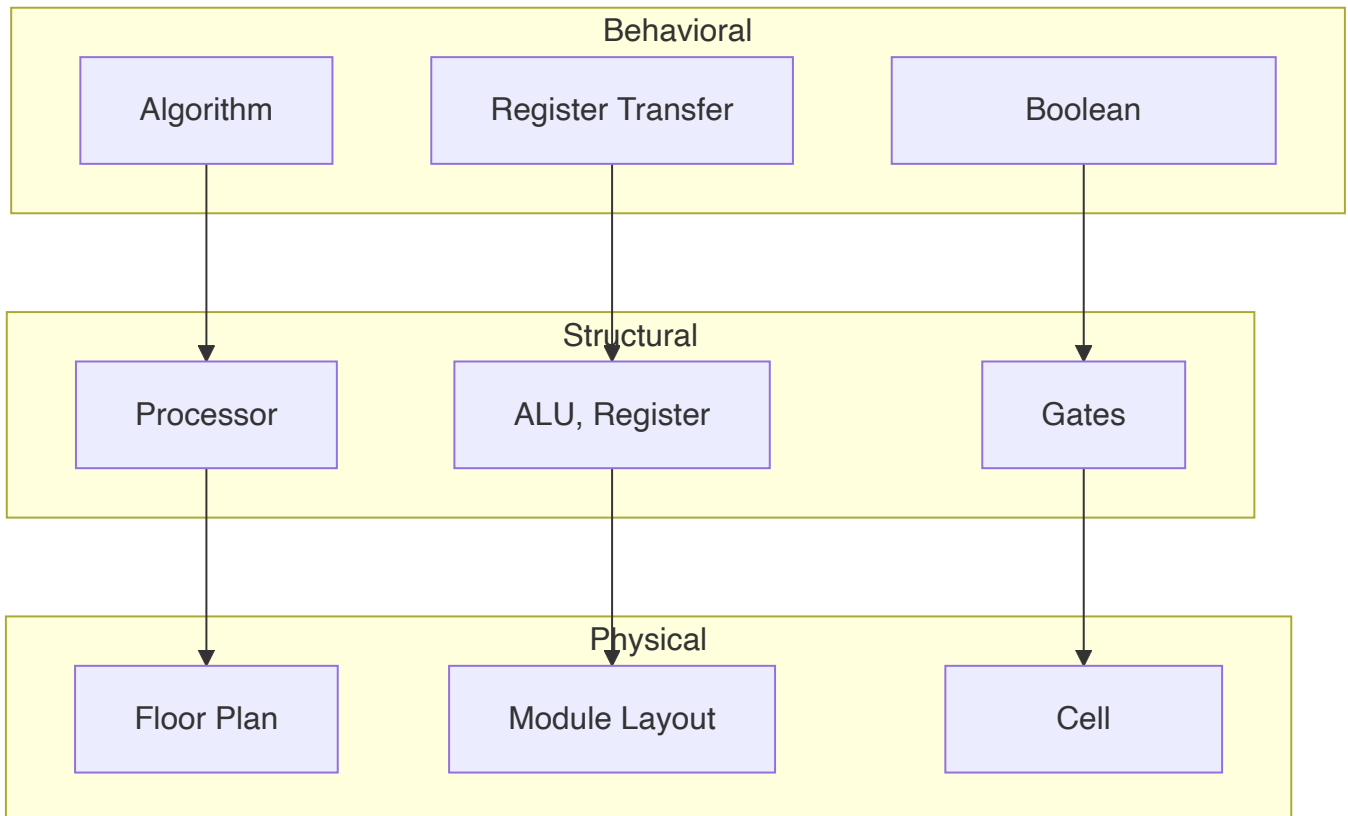 Behavioral
Algorithm
Register Transfer
Boolean
Structural
Processor
ALU, Register
Gates
Physical
Floor Plan
Module Layout
Cell